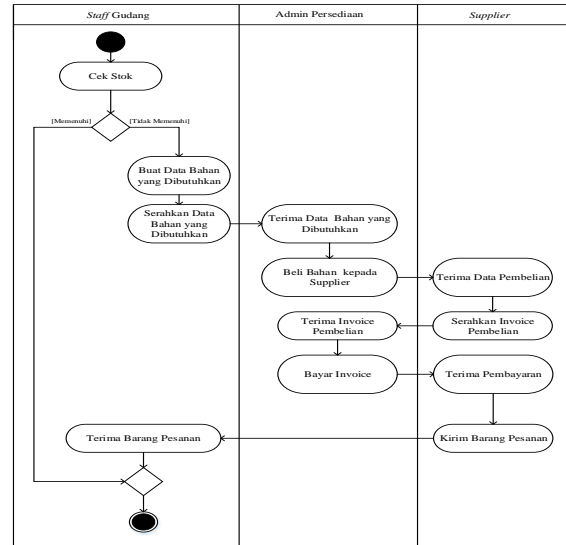 Staff Gudang
Admin Persediaan
Supplier
Cek Stok
[Memenuhi]
[Tidak Memenuhi]
Buat Data Bahan
yang Dibutuhkan
Serahkan Data
Bahan yang
Dibutuhkan
Terima Data Bahan yang
Dibutuhkan
Beli Bahan kepada
Supplier
Terima Data Pembelian
Terima Invoice
Pembelian
Serahkan Invoice
Pembelian
Bayar Invoice
Terima Pembayaran
Terima Barang Pesanan
Kirim Barang Pesanan